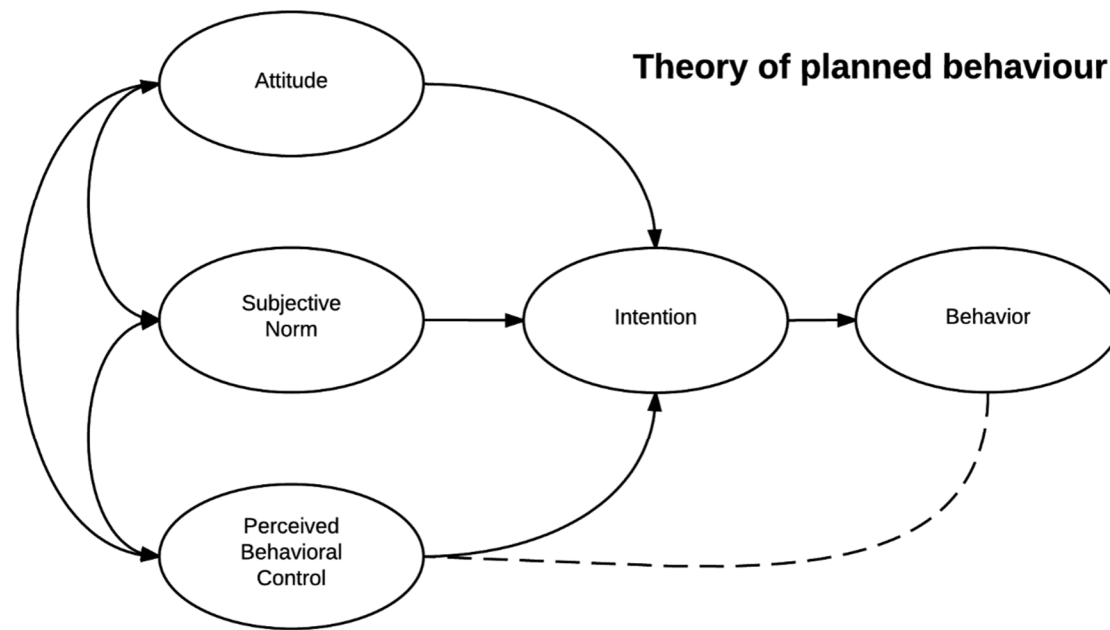 Theory of planned behaviour
Attitude
Subjective
Norm
Intention
Behavior
Perceived
Behavioral
Control